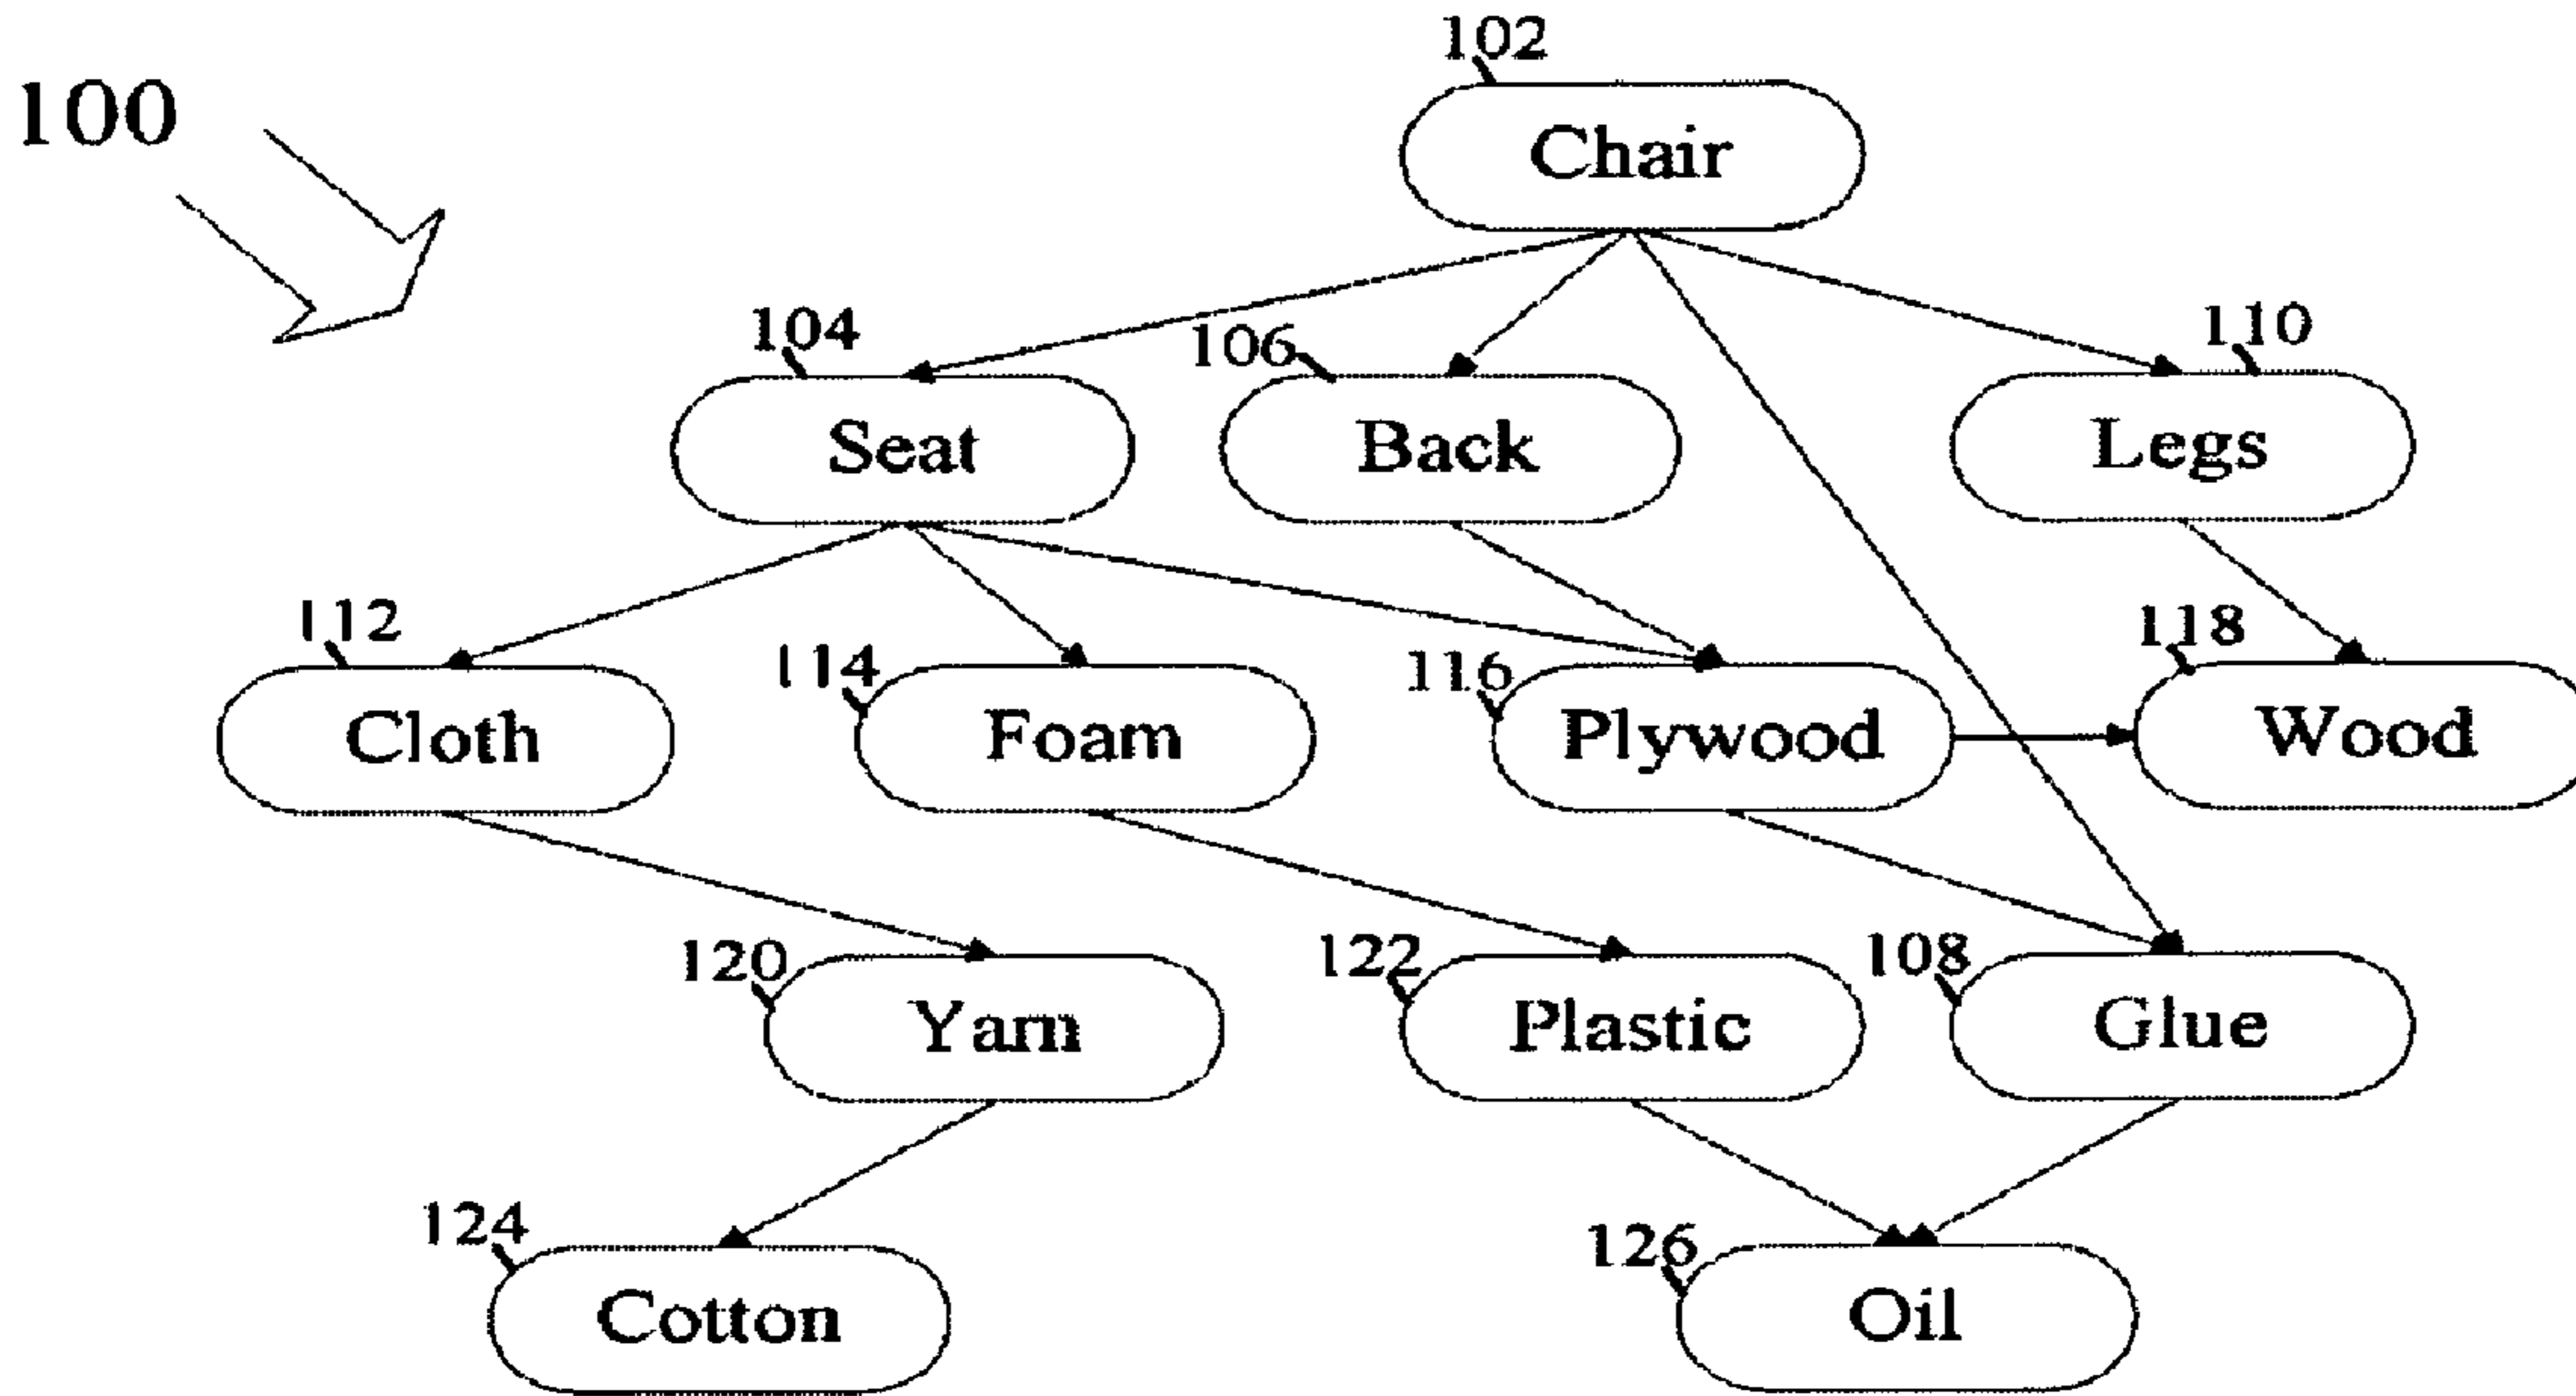 102
100
Chair
104
106
110
Seat
Back
Legs
112
114
116
118
Cloth
Foam
Plywood
Wood
120
122
108
Yarn
Plastic
Glue
124
126
Cotton
Oil